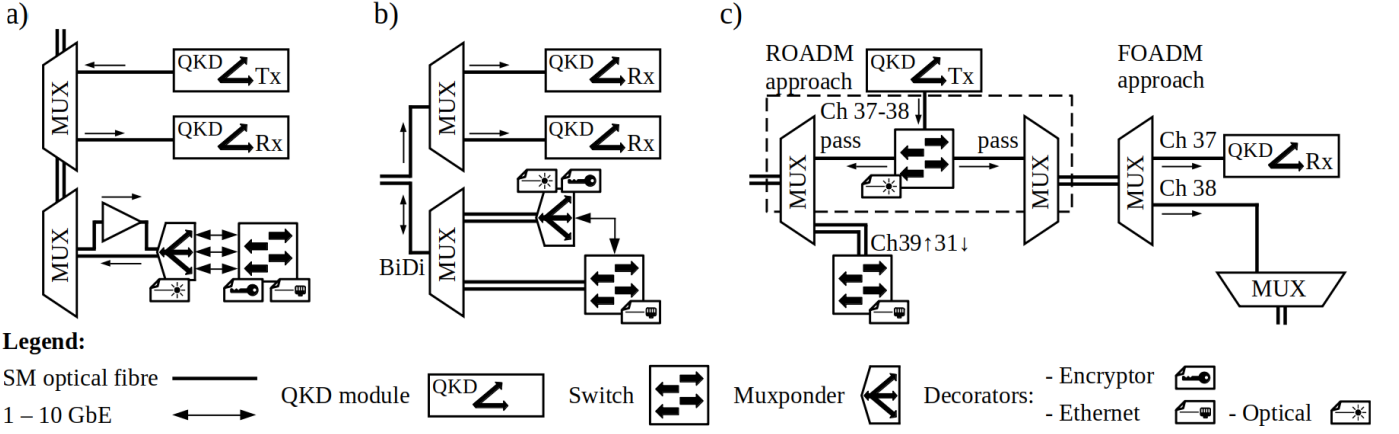 a)
MUX
QKD
Tx
QKD
Rx
MUX
b)
MUX
QKD
Rx
QKD
Rx
BiDi
MUX
c)
ROADM
approach
QKD
Tx
FOADM
approach
Ch 37-38
pass
pass
MUX
MUX
MUX
Ch 37
QKD
Rx
Ch 38
Ch39↑31↓
MUX
Legend:
SM optical fibre
1 – 10 GbE
QKD module
QKD
Switch
Muxponder
Decorators:
- Encryptor
- Ethernet
- Optical